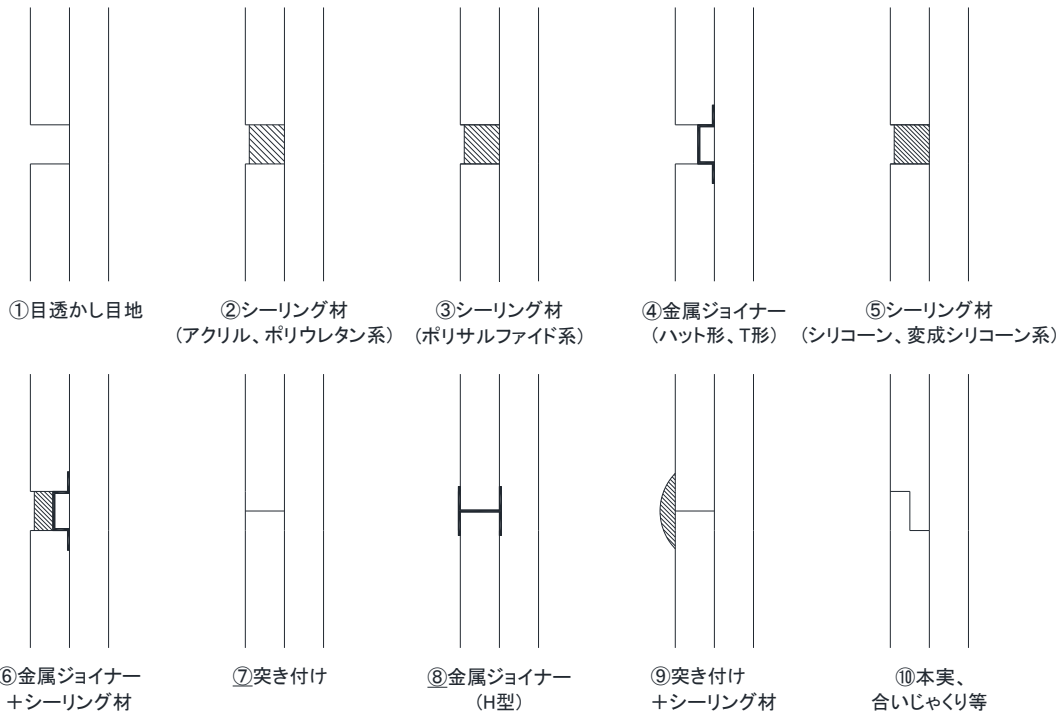 ①目透かし目地
②シーリング材
(アクリル、ポリウレタン系)
③シーリング材
(ポリサルファイド系)
④金属ジョイナー
(ハット形、T形)
⑤シーリング材
(シリコーン、変成シリコーン系)
⑥金属ジョイナー
+シーリング材
⑦突き付け
⑧金属ジョイナー
(H型)
⑨突き付け
+シーリング材
⑩本実、
合いじゃくり等